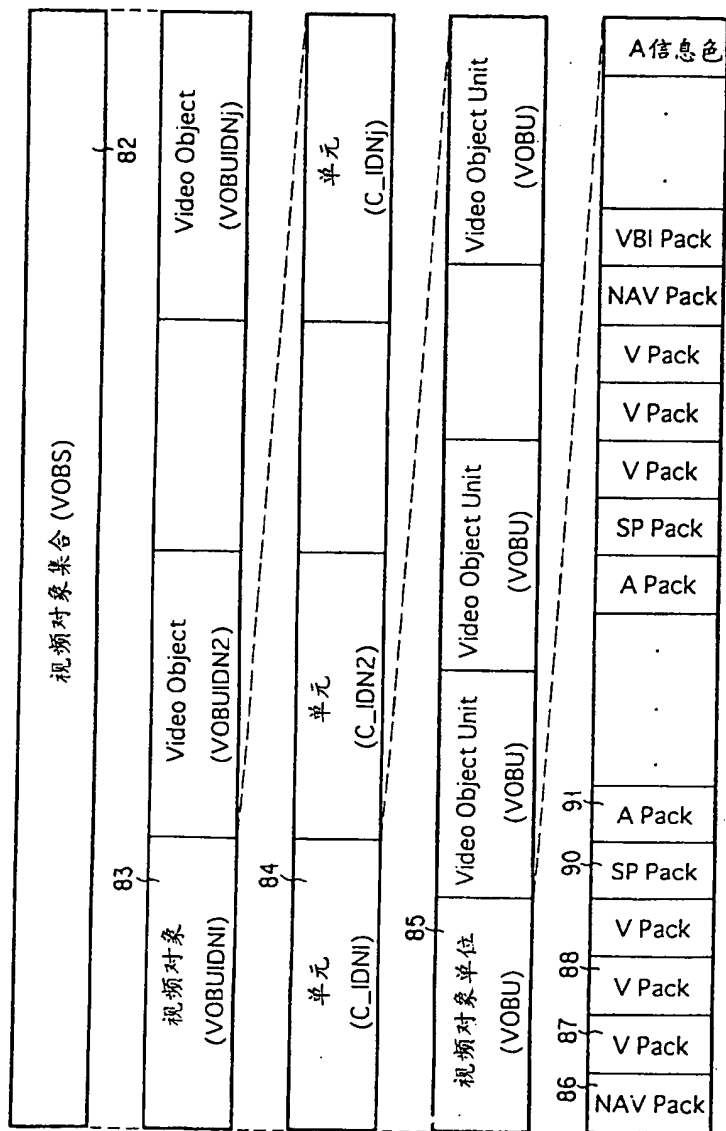 视频对象集合 (VOBS)
82
83
视频对象
(VOBUIDNI)
Video Object
(VOBUIDN2)
Video Object
(VOBUIDNj)
84
单元
(C_IDNI)
单元
(C_IDN2)
单元
(C_IDNj)
85
视频对象单位
(VOBU)
Video Object Unit
(VOBU)
Video Object Unit
(VOBU)
Video Object Unit
(VOBU)
86
87
88
90
91
NAV Pack
V Pack
V Pack
V Pack
SP Pack
A Pack
A Pack
SP Pack
V Pack
V Pack
V Pack
NAV Pack
VBI Pack
A信息色